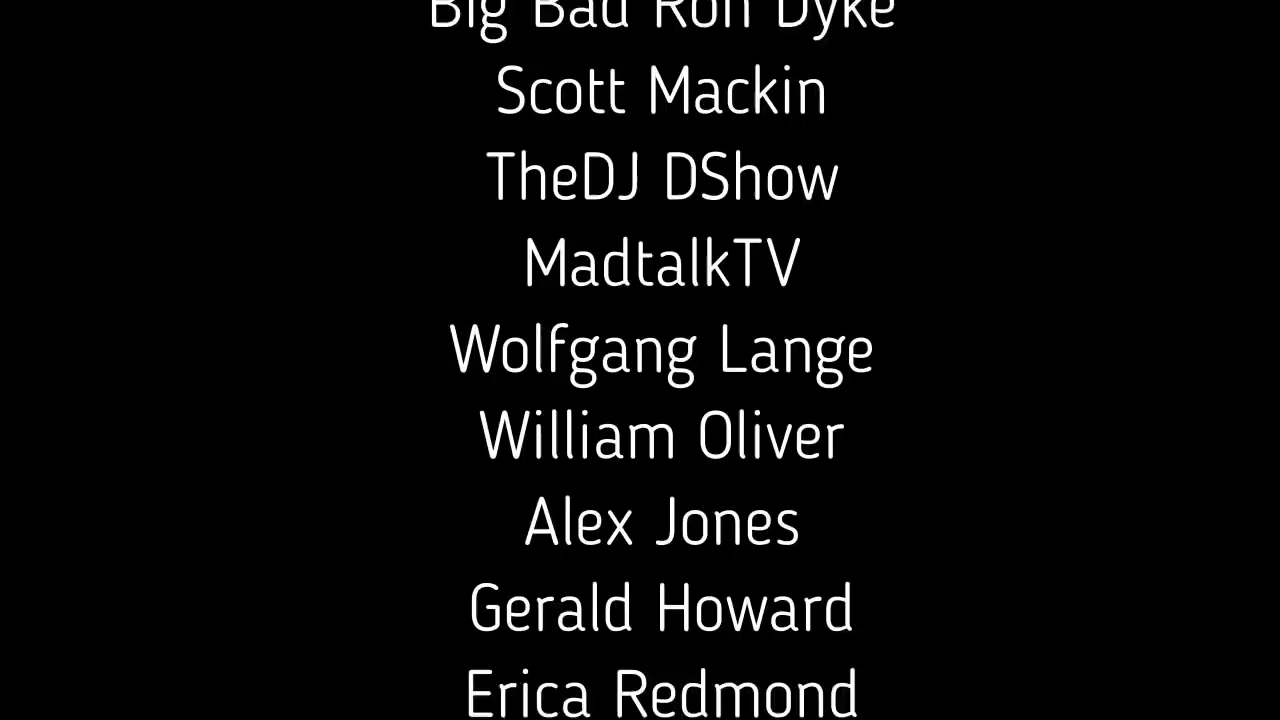 Big Bad Ron Dyke
Scott Mackin
TheDJ DShow
MadtalkTV
Wolfgang Lange
William Oliver
Alex Jones
Gerald Howard
Erica Redmond